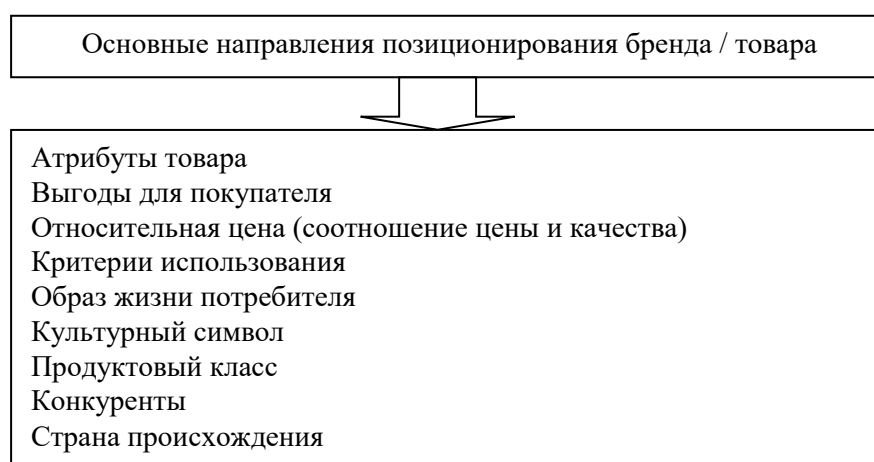 Основные направления позиционирования бренда / товара
Атрибуты товара
Выгоды для покупателя
Относительная цена (соотношение цены и качества)
Критерии использования
Образ жизни потребителя
Культурный символ
Продуктовый класс
Конкуренты
Страна происхождения